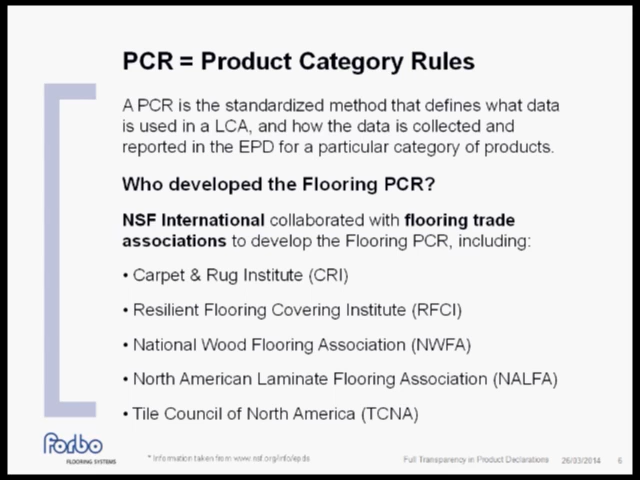 PCR = Product Category Rules
A PCR is the standardized method that defines what data
is used in a LCA, and how the data is collected and
reported in the EPD for a particular category of products.
Who developed the Flooring PCR?
NSF International collaborated with flooring trade
associations to develop the Flooring PCR, including:
• Carpet & Rug Institute (CRI)
• Resilient Flooring Covering Institute (RFCI)
• National Wood Flooring Association (NWFA)
• North American Laminate Flooring Association (NALFA)
• Tile Council of North America (TCNA)
Forbo
FLOORING SYSTEMS
* Information taken from www.nsf.org/info/epds
Full Transparency in Product Declarations 26/03/2014 6